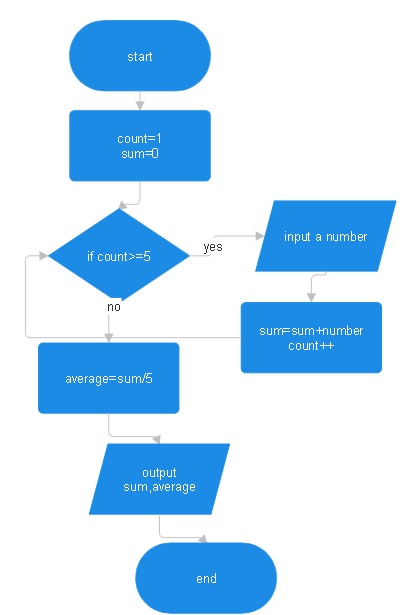 start
count=1
sum=0
if count>=5
yes
input a number
no
sum=sum+number
count++
average=sum/5
output
sum,average
end